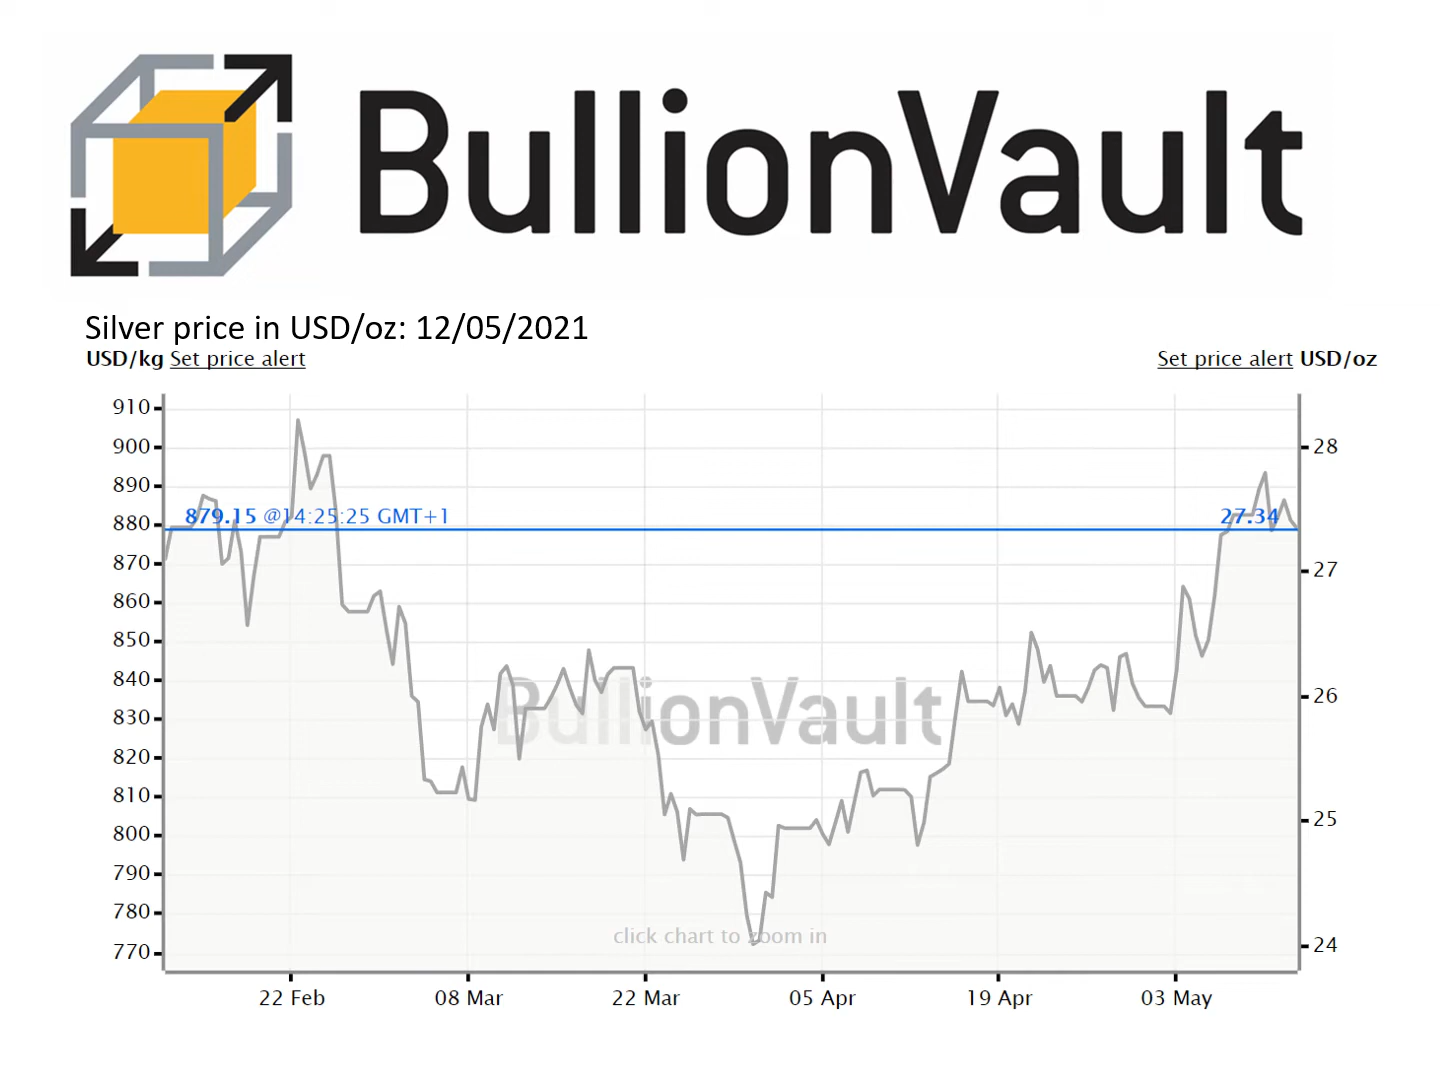 BullionVault
Silver price in USD/oz: 12/05/2021
USD/kg Set price alert
Set price alert USD/oz
910
900
890
880
870
860
850
840
830
820
810
800
790
780
770
28
27
26
25
24
879.15 @14:25:25 GMT+1
27.34
BullionVault
click chart to zoom in
22 Feb
08 Mar
22 Mar
05 Apr
19 Apr
03 May